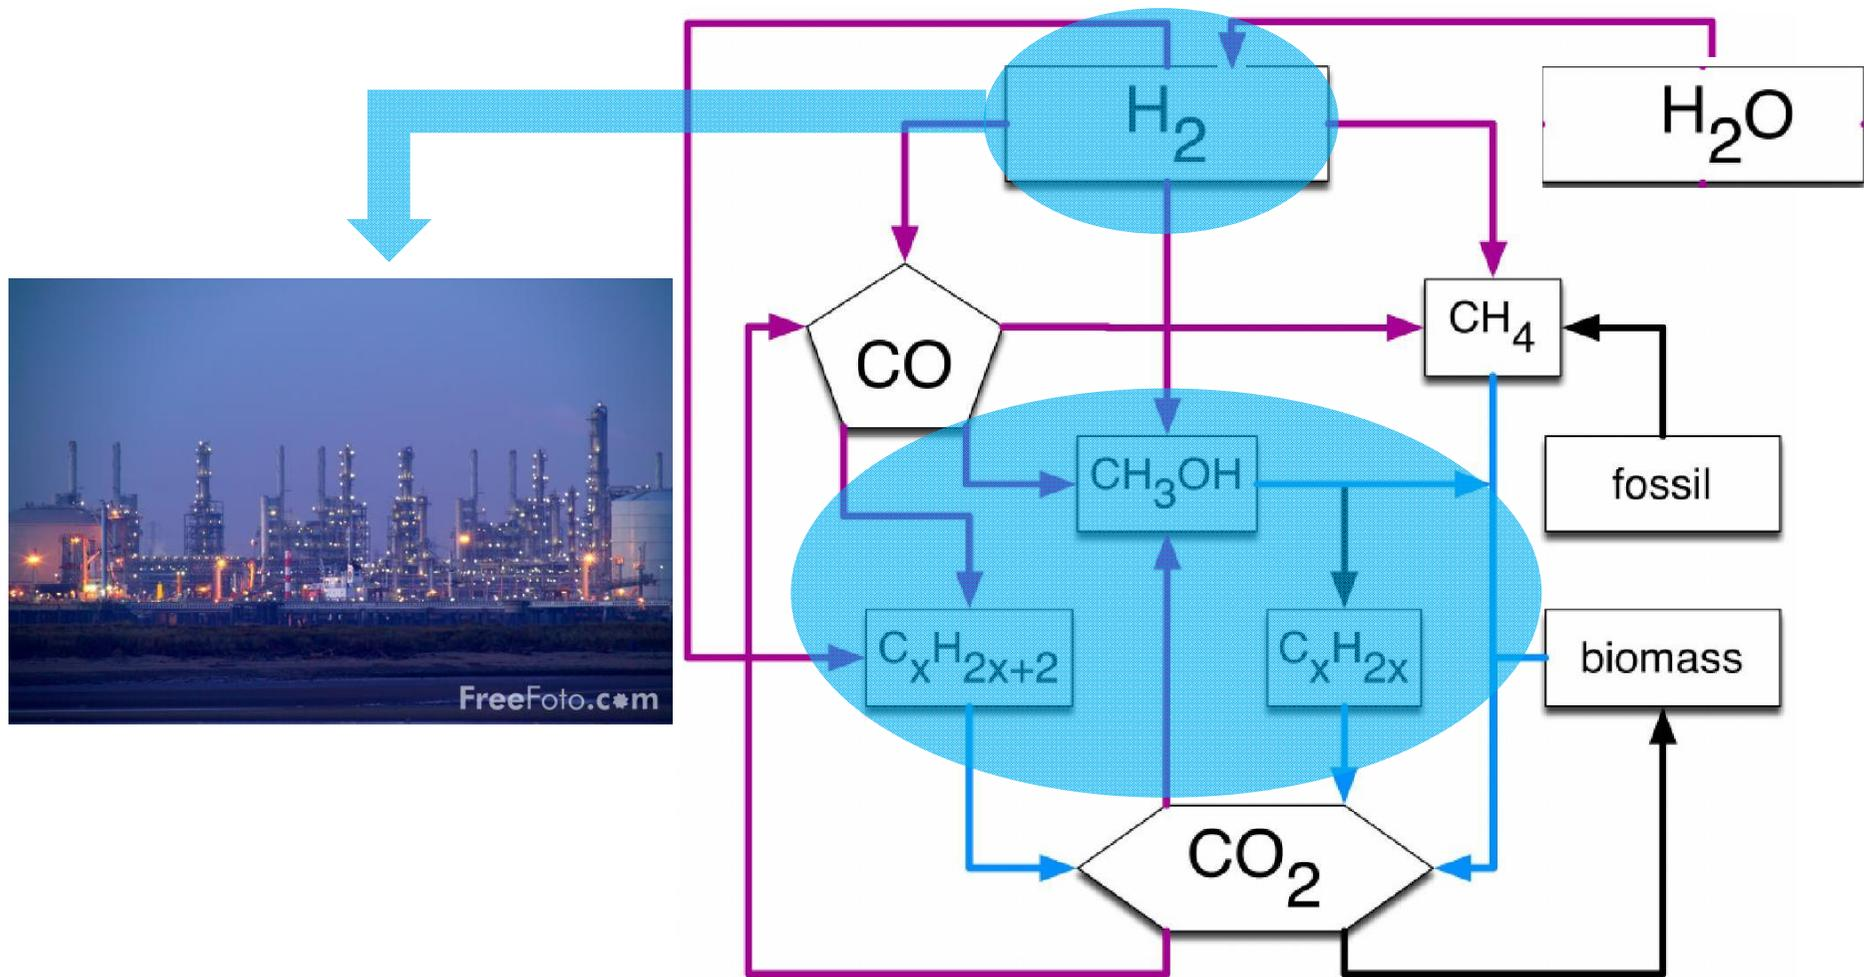 H2
H2O
CO
CH4
CH3OH
fossil
CxH2x+2
CxH2x
biomass
FreeFoto.com
CO2